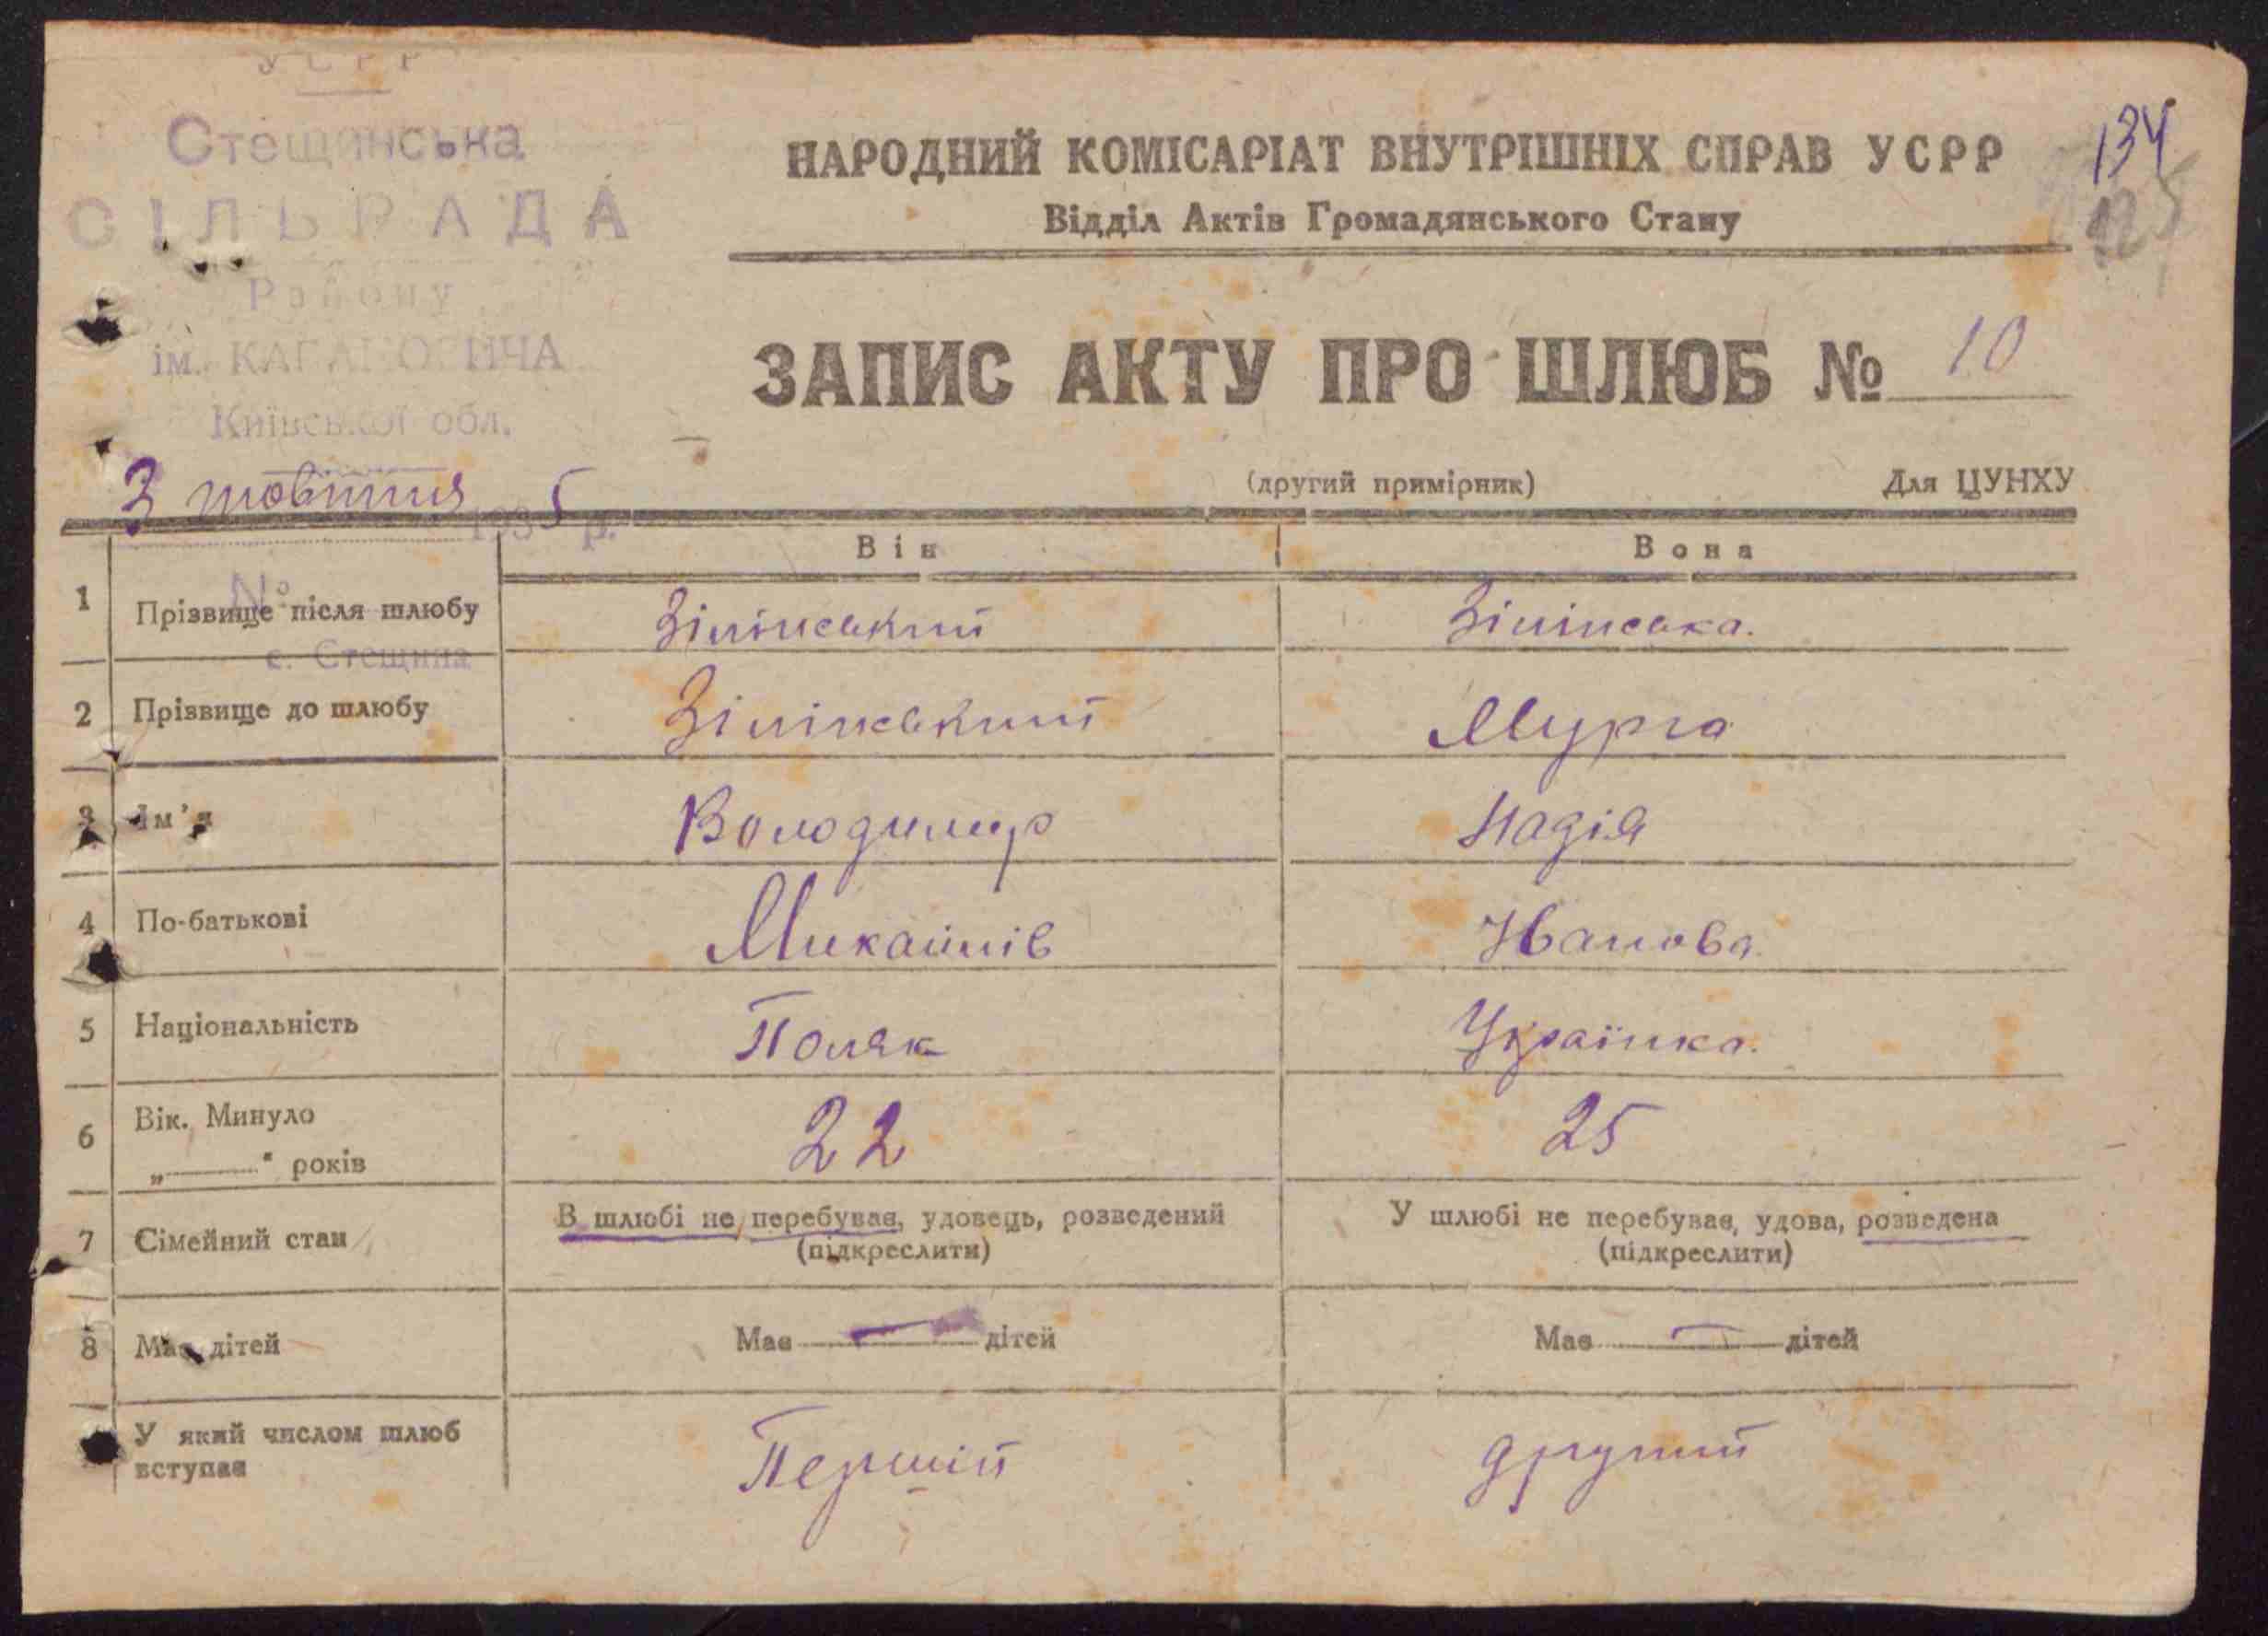 УСРР
Стещинська
СІЛЬРАДА
Району
ім. КАГАНОВИЧА
Київської обл.
3 жовтня 1935 р.
№
с. Стещина
134
125
НАРОДНИЙ КОМІСАРІАТ ВНУТРІШНІХ СПРАВ УСРР
Відділ Актів Громадянського Стану
ЗАПИС АКТУ ПРО ШЛЮБ № 10
(другий примірник) Для ЦУНХУ
Він Вона
1 Прізвище після шлюбу Зілінський Зілінська.
2 Прізвище до шлюбу Зілінський Мурга
3 Ім'я Володимир Надія
4 По-батькові Микайлів Іванова.
5 Національність Поляк Українка.
6 Вік. Минуло
„ “ років 22 25
7 Сімейний стан В шлюбі не перебував, удовець, розведений У шлюбі не перебуває, удова, розведена
(підкреслити) (підкреслити)
8 Має дітей Має — дітей Має — дітей
У який числом шлюб
вступає Перший другий